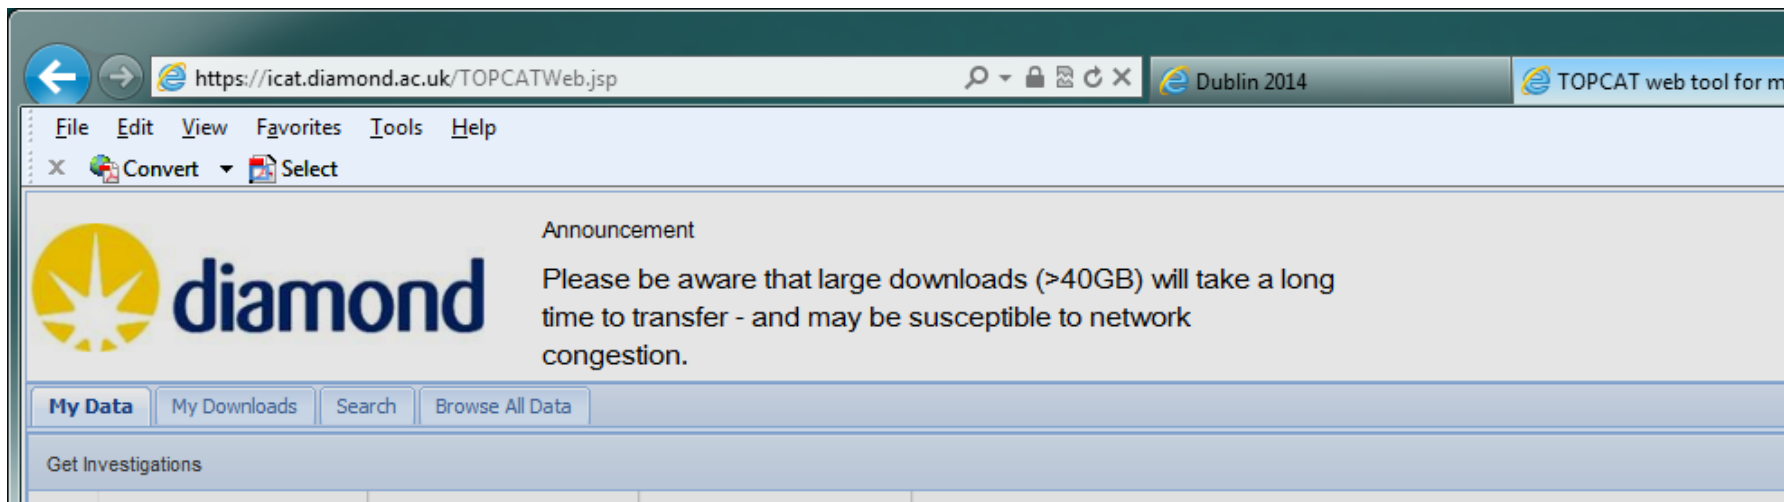 https://icat.diamond.ac.uk/TOPCATWeb.jsp
Dublin 2014
TOPCAT web tool for m
File Edit View Favorites Tools Help
X Convert Select
diamond
Announcement
Please be aware that large downloads (>40GB) will take a long
time to transfer - and may be susceptible to network
congestion.
My Data My Downloads Search Browse All Data
Get Investigations